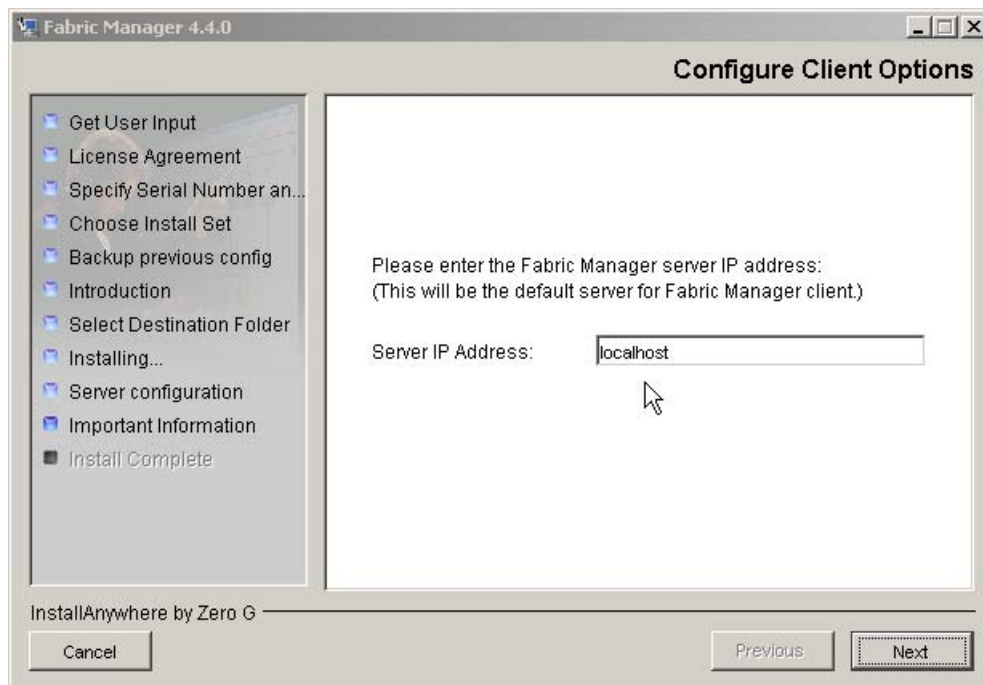 Fabric Manager 4.4.0
Configure Client Options
Get User Input
License Agreement
Specify Serial Number an...
Choose Install Set
Backup previous config
Introduction
Select Destination Folder
Installing...
Server configuration
Important Information
Install Complete
Please enter the Fabric Manager server IP address:
(This will be the default server for Fabric Manager client.)
Server IP Address:
localhost
InstallAnywhere by Zero G
Cancel
Previous
Next